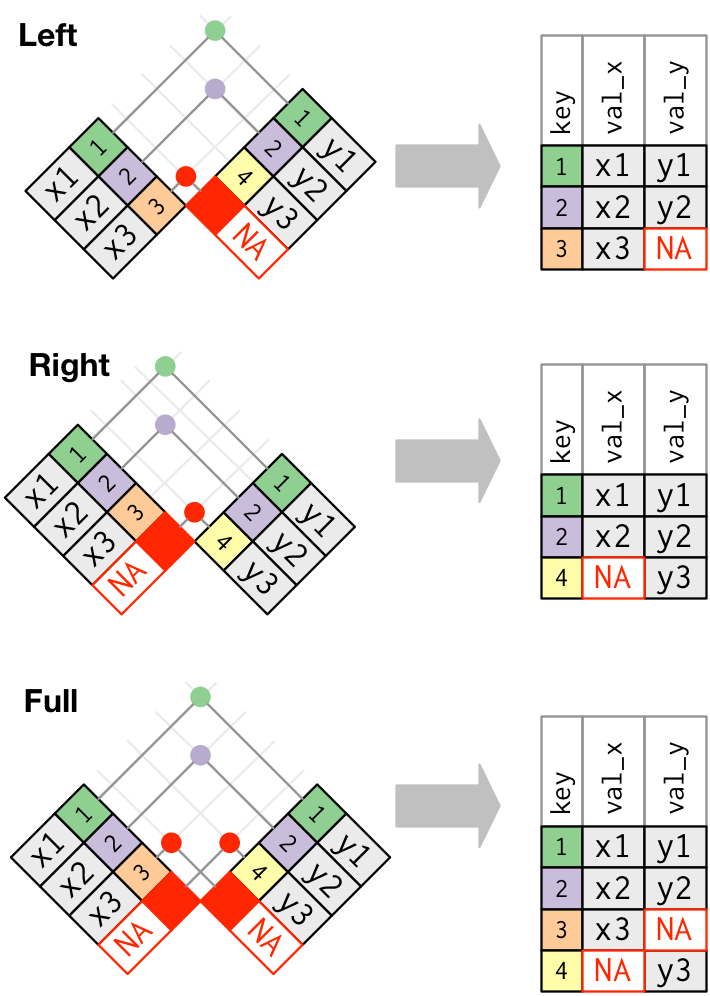 Left
1 x1
2 x2
3 x3
1 y1
2 y2
4 y3
NA
key val_x val_y
1 x1 y1
2 x2 y2
3 x3 NA
Right
1 x1
2 x2
3 x3
NA
1 y1
2 y2
4 y3
key val_x val_y
1 x1 y1
2 x2 y2
4 NA y3
Full
1 x1
2 x2
3 x3
NA
1 y1
2 y2
4 y3
NA
key val_x val_y
1 x1 y1
2 x2 y2
3 x3 NA
4 NA y3